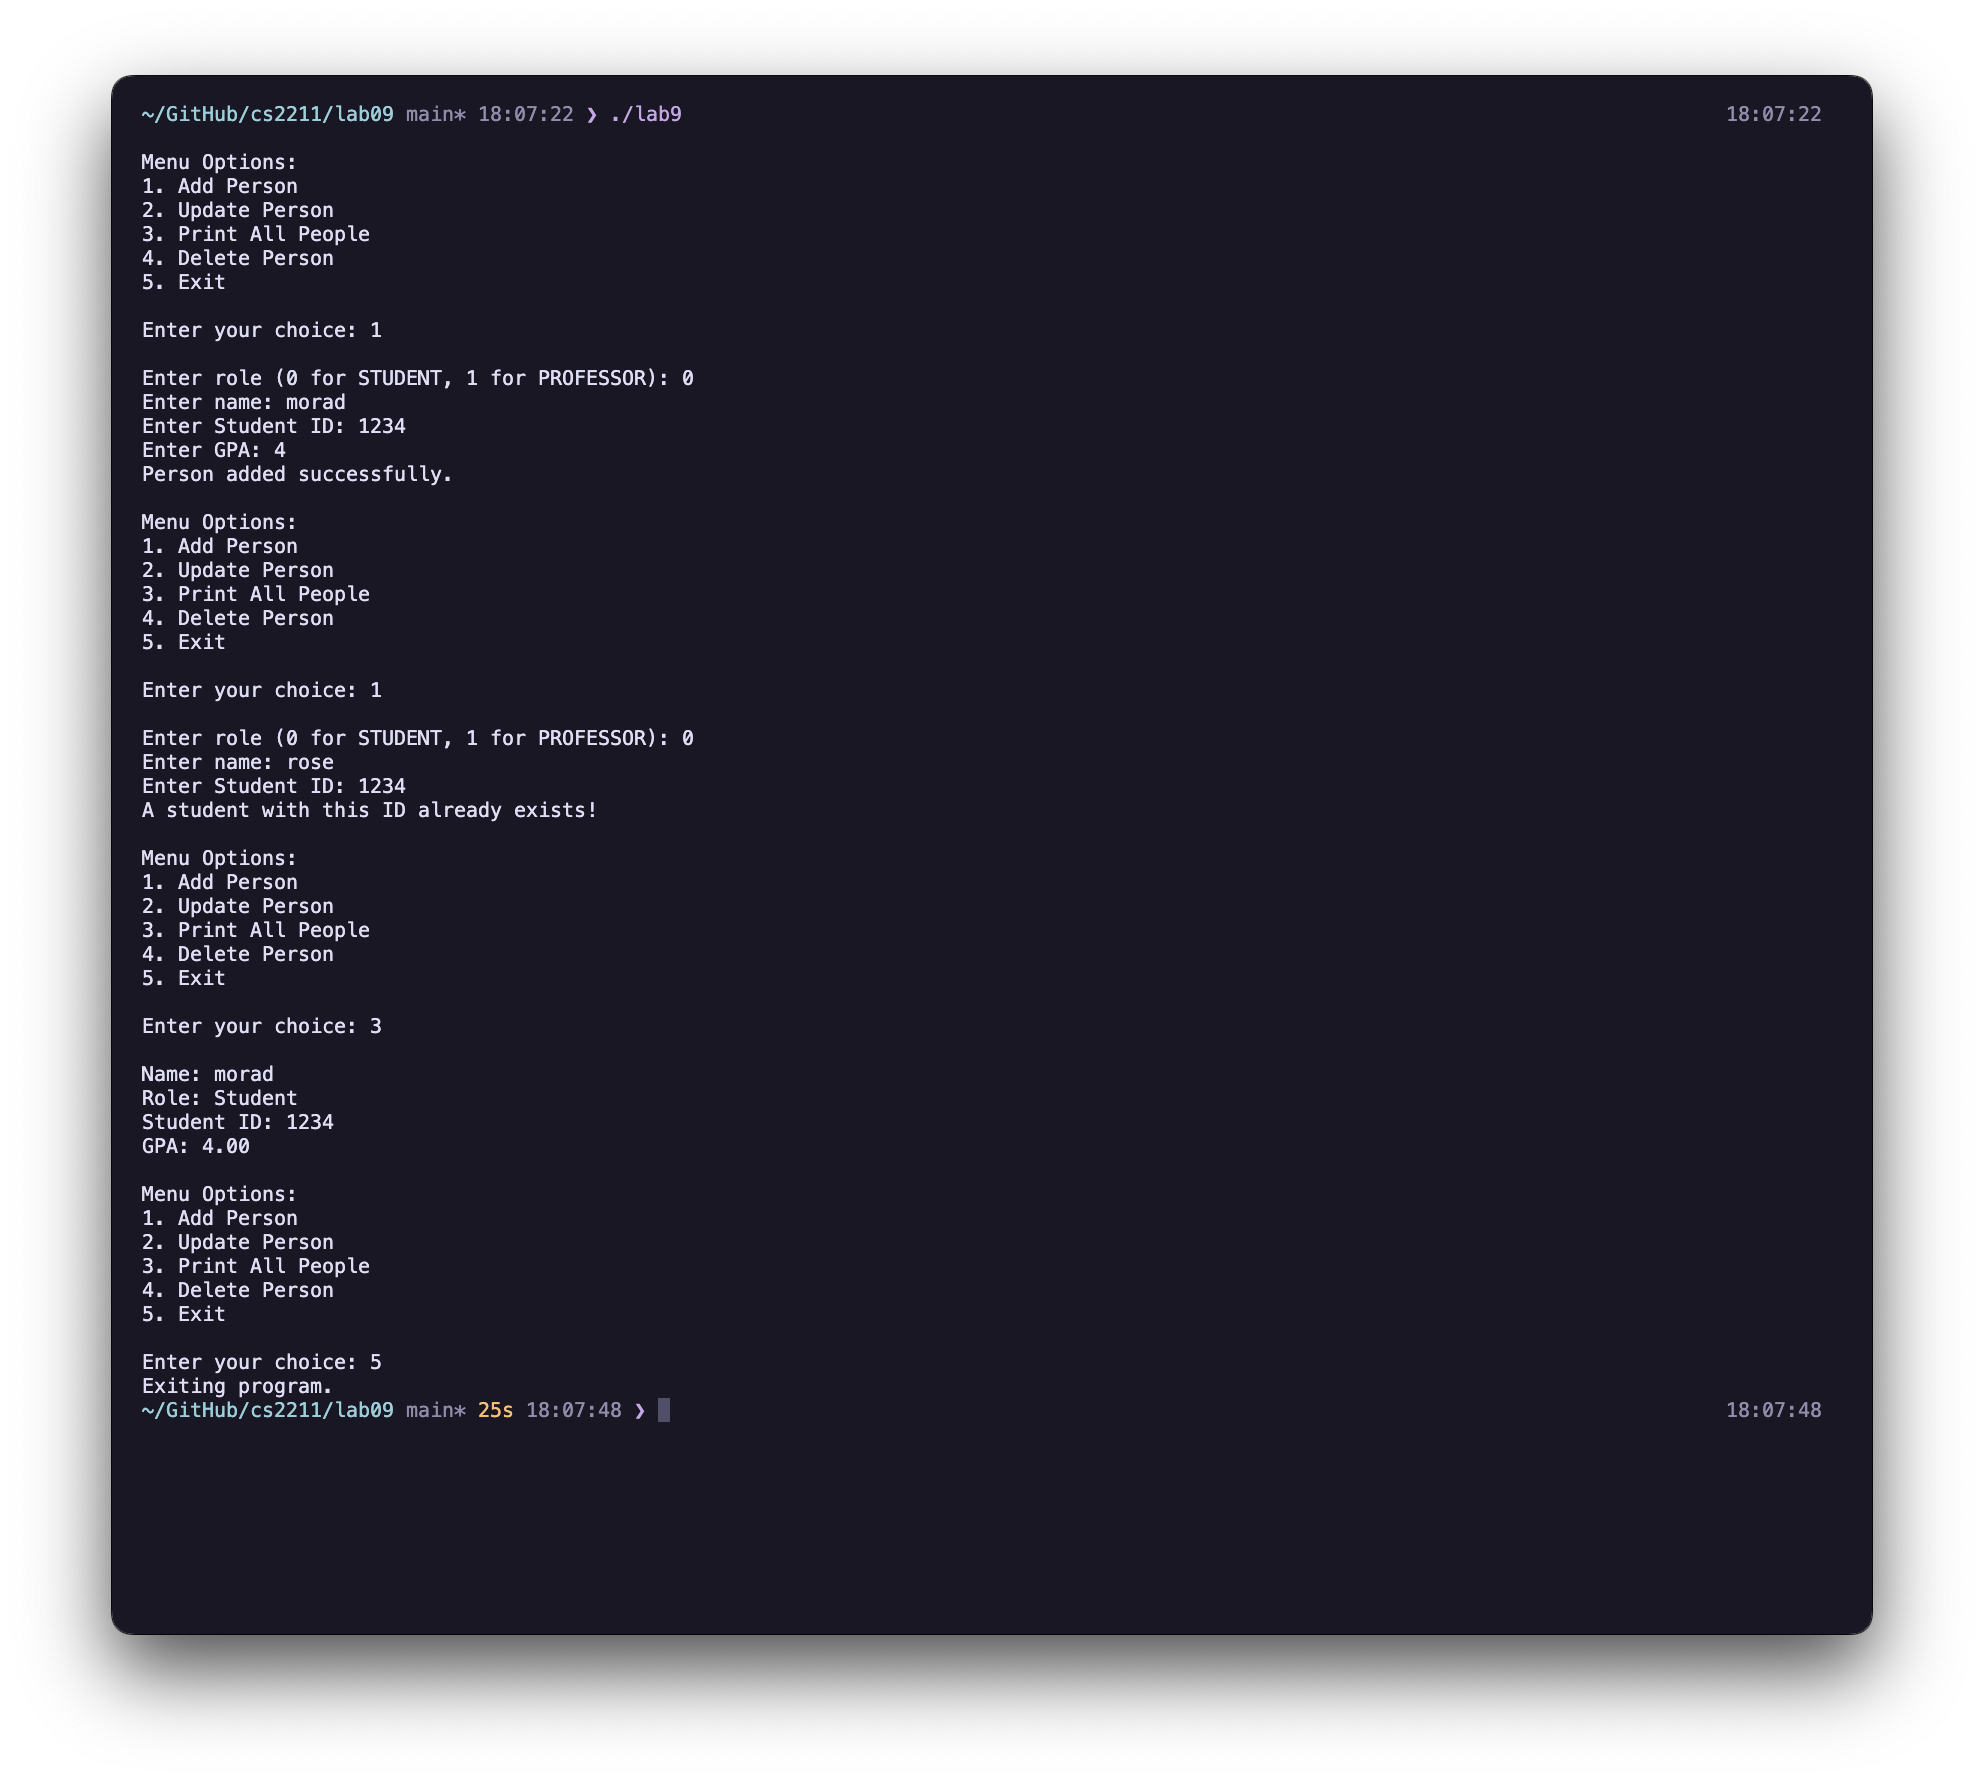 ~/GitHub/cs2211/lab09 main* 18:07:22 ❯ ./lab9 18:07:22
Menu Options:
1. Add Person
2. Update Person
3. Print All People
4. Delete Person
5. Exit
Enter your choice: 1
Enter role (0 for STUDENT, 1 for PROFESSOR): 0
Enter name: morad
Enter Student ID: 1234
Enter GPA: 4
Person added successfully.
Menu Options:
1. Add Person
2. Update Person
3. Print All People
4. Delete Person
5. Exit
Enter your choice: 1
Enter role (0 for STUDENT, 1 for PROFESSOR): 0
Enter name: rose
Enter Student ID: 1234
A student with this ID already exists!
Menu Options:
1. Add Person
2. Update Person
3. Print All People
4. Delete Person
5. Exit
Enter your choice: 3
Name: morad
Role: Student
Student ID: 1234
GPA: 4.00
Menu Options:
1. Add Person
2. Update Person
3. Print All People
4. Delete Person
5. Exit
Enter your choice: 5
Exiting program.
~/GitHub/cs2211/lab09 main* 25s 18:07:48 ❯ 18:07:48